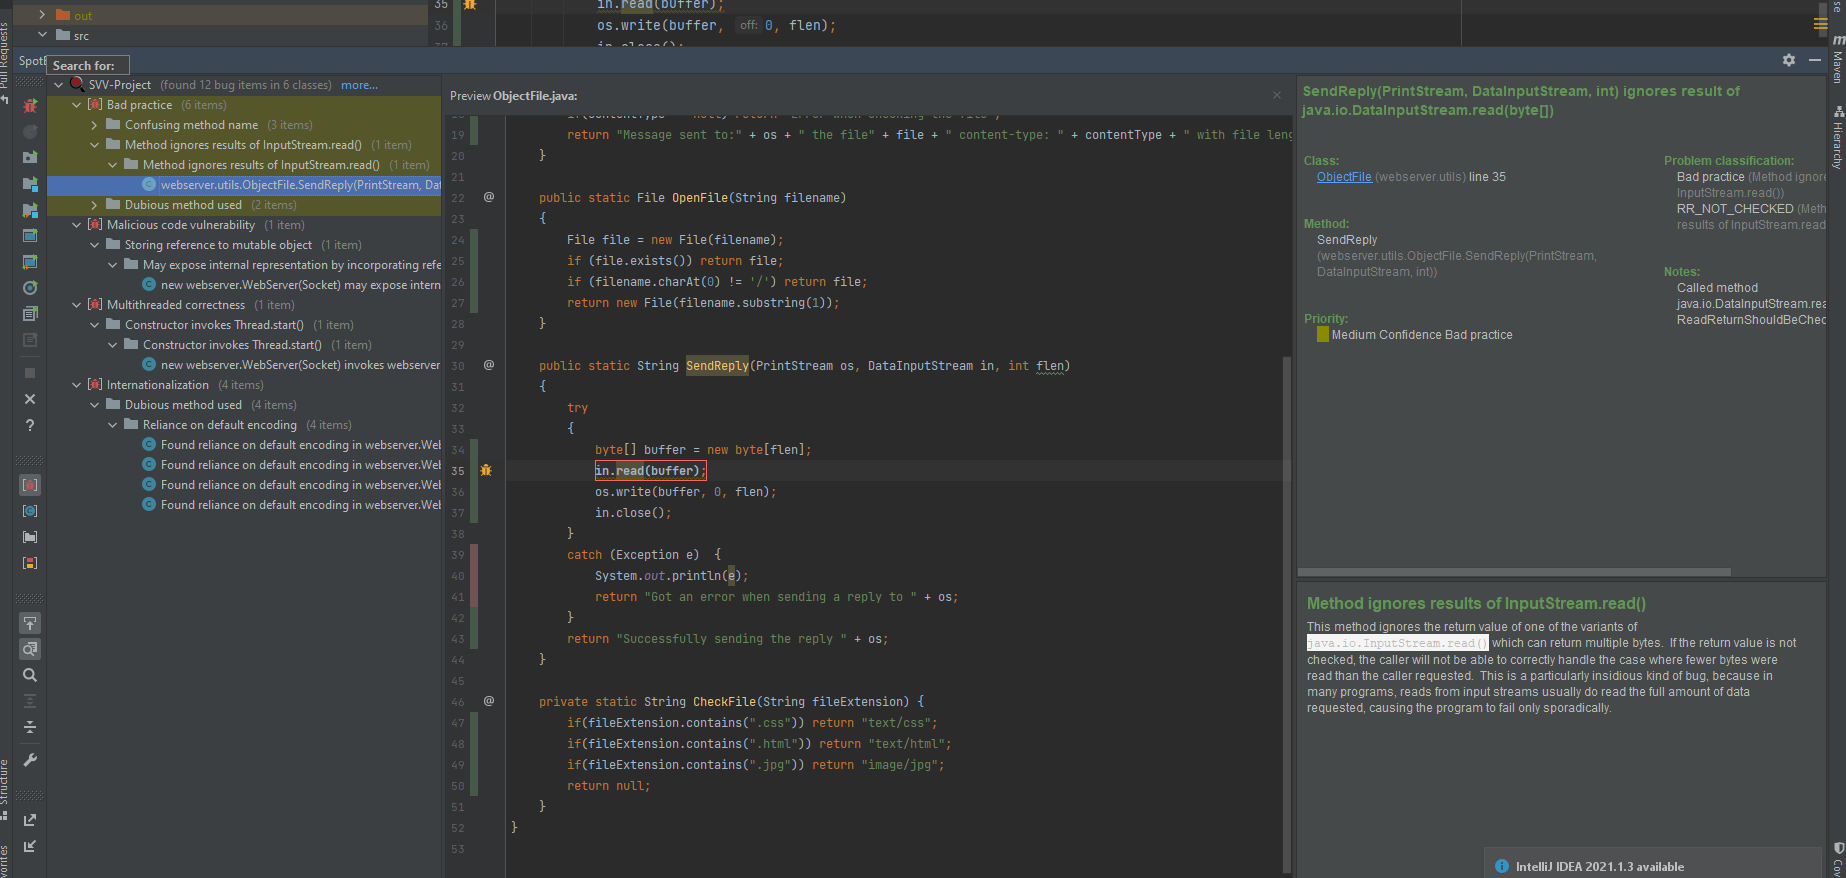 out
src
35
in.read(buffer);
36
os.write(buffer, off: 0, flen);
37
in.close();
Pull Requests
Structure
Maven
Hierarchy
Search for:
SVV-Project (found 12 bug items in 6 classes) more...
Bad practice (6 items)
Confusing method name (3 items)
Method ignores results of InputStream.read() (1 item)
Method ignores results of InputStream.read() (1 item)
webserver.utils.ObjectFile.SendReply(PrintStream, Dat
Dubious method used (2 items)
Malicious code vulnerability (1 item)
Storing reference to mutable object (1 item)
May expose internal representation by incorporating refe
new webserver.WebServer(Socket) may expose intern
Multithreaded correctness (1 item)
Constructor invokes Thread.start() (1 item)
Constructor invokes Thread.start() (1 item)
new webserver.WebServer(Socket) invokes webserver
Internationalization (4 items)
Dubious method used (4 items)
Reliance on default encoding (4 items)
Found reliance on default encoding in webserver.We
Found reliance on default encoding in webserver.We
Found reliance on default encoding in webserver.We
Found reliance on default encoding in webserver.We
Preview ObjectFile.java:
19 return "Message sent to:" + os + " the file" + file + " content-type: " + contentType + " with file leng
20 }
21
22 @ public static File OpenFile(String filename)
23 {
24 File file = new File(filename);
25 if (file.exists()) return file;
26 if (filename.charAt(0) != '/') return file;
27 return new File(filename.substring(1));
28 }
29
30 @ public static String SendReply(PrintStream os, DataInputStream in, int flen)
31 {
32 try
33 {
34 byte[] buffer = new byte[flen];
35 in.read(buffer);
36 os.write(buffer, 0, flen);
37 in.close();
38 }
39 catch (Exception e) {
40 System.out.println(e);
41 return "Got an error when sending a reply to " + os;
42 }
43 return "Successfully sending the reply " + os;
44 }
45
46 @ private static String CheckFile(String fileExtension) {
47 if(fileExtension.contains(".css")) return "text/css";
48 if(fileExtension.contains(".html")) return "text/html";
49 if(fileExtension.contains(".jpg")) return "image/jpg";
50 return null;
51 }
52 }
53
SendReply(PrintStream, DataInputStream, int) ignores result of
java.io.DataInputStream.read(byte[])
Class:
ObjectFile (webserver.utils) line 35
Method:
SendReply
(webserver.utils.ObjectFile.SendReply(PrintStream,
DataInputStream, int))
Priority:
Medium Confidence Bad practice
Problem classification:
Bad practice (Method ignore
InputStream.read())
RR_NOT_CHECKED (Meth
results of InputStream.read
Notes:
Called method
java.io.DataInputStream.rea
ReadReturnShouldBeChec
Method ignores results of InputStream.read()
This method ignores the return value of one of the variants of
java.io.InputStream.read() which can return multiple bytes. If the return value is not
checked, the caller will not be able to correctly handle the case where fewer bytes were
read than the caller requested. This is a particularly insidious kind of bug, because in
many programs, reads from input streams usually do read the full amount of data
requested, causing the program to fail only sporadically.
IntelliJ IDEA 2021.1.3 available